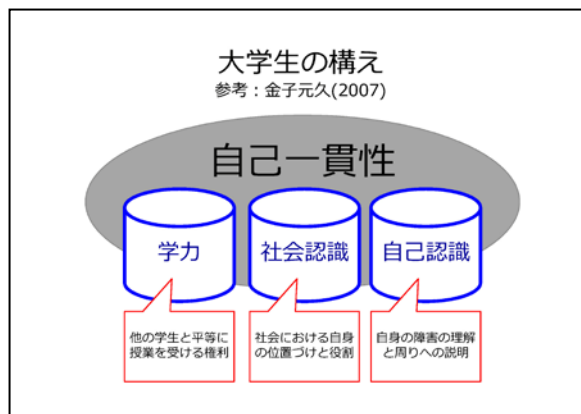 大学生の構え
参考：金子元久(2007)
自己一貫性
学力
社会認識
自己認識
他の学生と平等に
授業を受ける権利
社会における自身
の位置づけと役割
自身の障害の理解
と周りへの説明